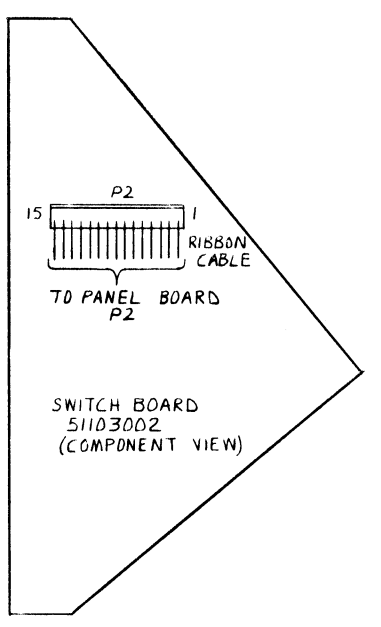 P2
15 1
RIBBON
CABLE
TO PANEL BOARD
P2
SWITCH BOARD
51103002
(COMPONENT VIEW)